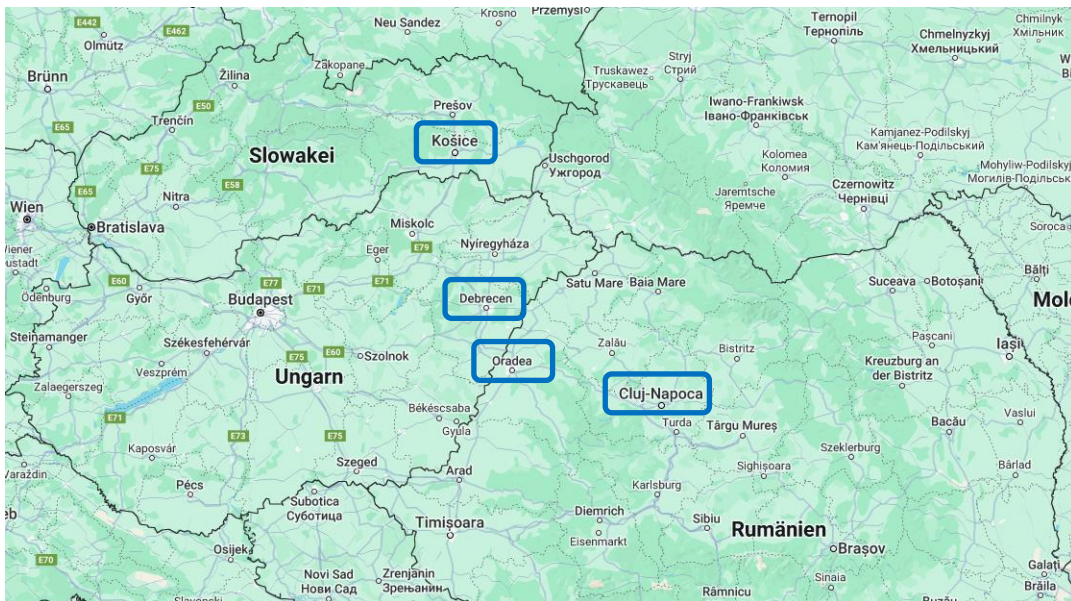 E442
Olmütz
E462
Neu Sandez
Krosno
Przemyśl
Ternopil
Тернопіль
Chmelnyzkyj
Хмельницький
Chmilnyk
Хмільник
Brünn
Žilina
Zakopane
Truskawez
Трускавець
Stryj
Стрий
E50
Trenčín
Prešov
Iwano-Frankiwsk
Івано-Франківськ
E65
Košice
Kamjanez-Podilskyj
Кам'янець-Подільський
Slowakei
Uschgorod
Ужгород
Kolomea
Коломия
Mohyliw-Podilskyj
Могилів-Подільський
E75
E58
E65
Nitra
Jaremtsche
Яремче
Czernowitz
Чернівці
Wien
Bratislava
Miskolc
Soroca
Wiener
Eger
E79
Nyíregyháza
Bălți
Ödenburg
E60
Győr
E77
E71
E71
Satu Mare
Baia Mare
Suceava
Botoșani
Budapest
Debrecen
Steinamanger
Székesfehérvár
E75
E60
Szolnok
Oradea
Zalău
Bistritz
Pașcani
Iași
Veszprém
Kreuzburg an
der Bistritz
Ungarn
Zalaegerszeg
Cluj-Napoca
E71
E73
E75
Békéscsaba
Gyula
Turda
Târgu Mureș
Bacău
Vaslui
Kaposvár
Szeklerburg
Szeged
Arad
Sighișoara
Bârlad
Varaždin
Pécs
Karlsburg
Subotica
Суботица
Timișoara
Diemrich
Eisenmarkt
Sibiu
Rumänien
Brașov
E70
Osijek
Novi Sad
Нови Сад
Zrenjanin
Зрењанин
Sinaia
Galați
Brăila
Râmnicu